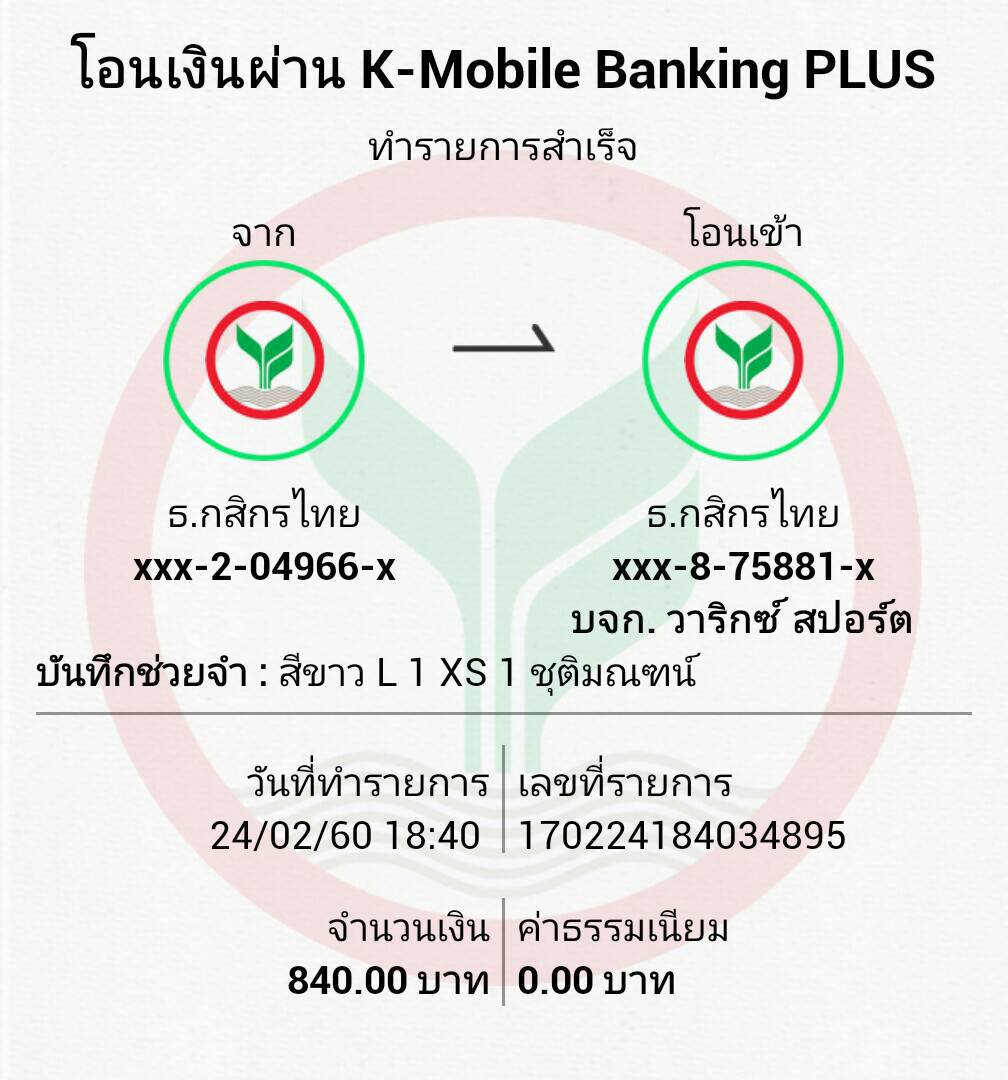 โอนเงินผ่าน K-Mobile Banking PLUS
ทำรายการสำเร็จ
จาก
โอนเข้า
ธ.กสิกรไทย
xxx-2-04966-x
ธ.กสิกรไทย
xxx-8-75881-x
บจก. วาริกซ์ สปอร์ต
บันทึกช่วยจำ : สีขาว L 1 XS 1 ชุติมณฑน์
วันที่ทำรายการ
24/02/60 18:40
เลขที่รายการ
170224184034895
จำนวนเงิน
840.00 บาท
ค่าธรรมเนียม
0.00 บาท